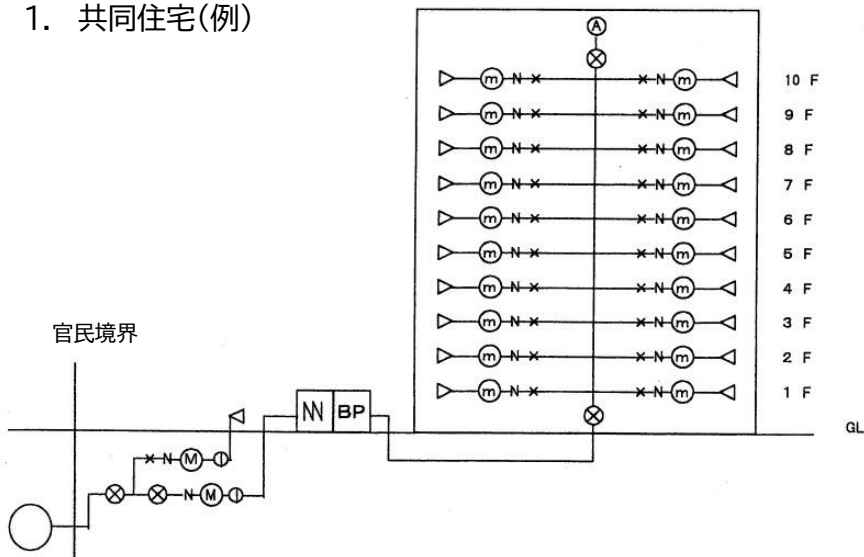 1. 共同住宅(例)
A
m N × × N m 10 F
m N × × N m 9 F
m N × × N m 8 F
m N × × N m 7 F
m N × × N m 6 F
m N × × N m 5 F
m N × × N m 4 F
m N × × N m 3 F
m N × × N m 2 F
m N × × N m 1 F
官民境界
NN BP
GL
× N M
N M